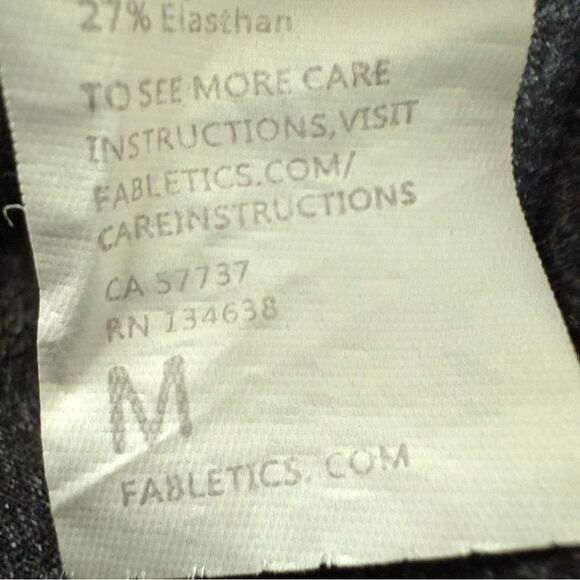 27% Elasthan
TO SEE MORE CARE
INSTRUCTIONS, VISIT
FABLETICS.COM/
CAREINSTRUCTIONS
CA 57737
RN 134638
M
FABLETICS. COM